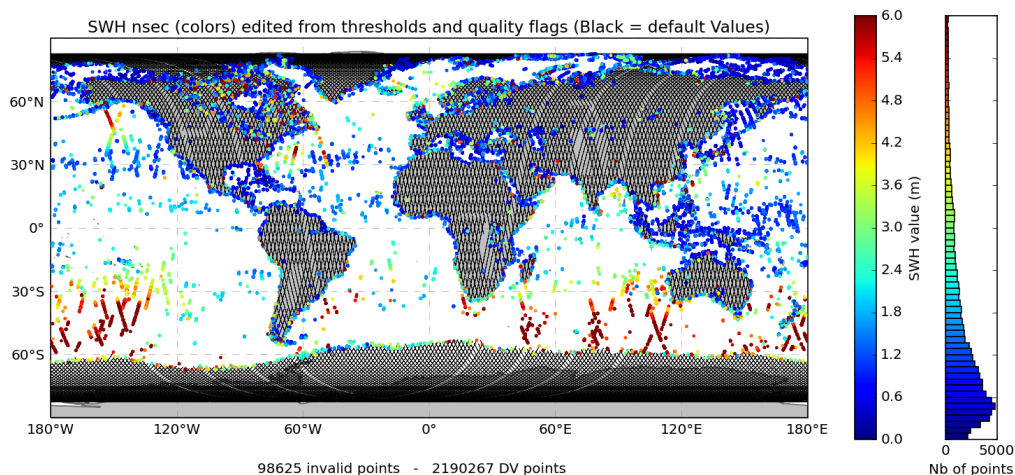 SWH nsec (colors) edited from thresholds and quality flags (Black = default Values)
60°N
30°N
0°
30°S
60°S
180°W 120°W 60°W 0° 60°E 120°E 180°E
98625 invalid points - 2190267 DV points
6.0
5.4
4.8
4.2
3.6
3.0
2.4
1.8
1.2
0.6
0.0
SWH value (m)
0 5000
Nb of points